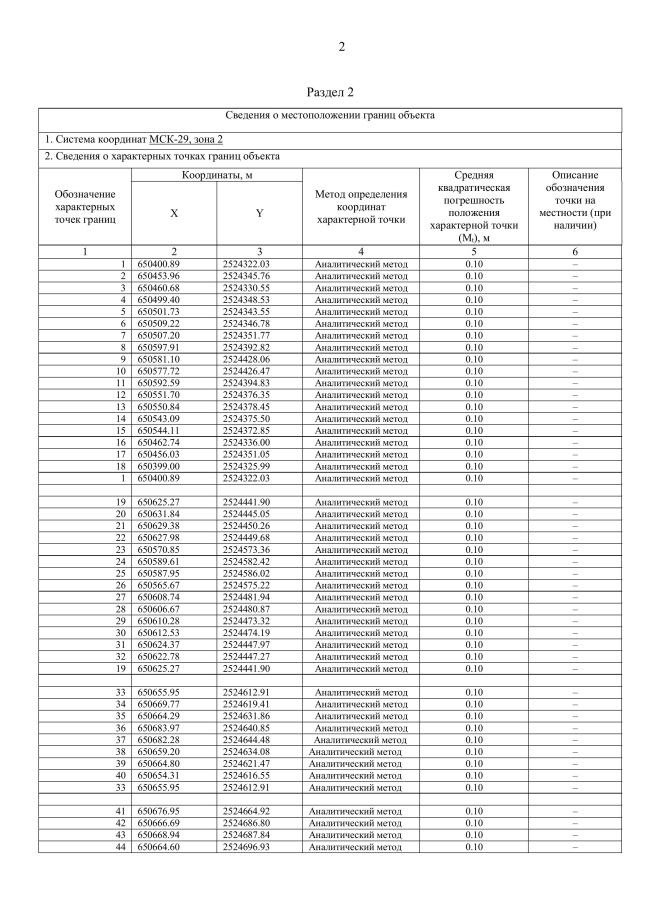 2
Раздел 2
Сведения о местоположении границ объекта
1. Система координат МСК-29, зона 2
2. Сведения о характерных точках границ объекта
Обозначение характерных точек границ
Координаты, м
X
Y
Метод определения координат характерной точки
Средняя квадратическая погрешность положения характерной точки (Mt), м
Описание обозначения точки на местности (при наличии)
1 2 3 4 5 6
1 650400.89 2524322.03 Аналитический метод 0.10 –
2 650453.96 2524345.76 Аналитический метод 0.10 –
3 650460.68 2524330.55 Аналитический метод 0.10 –
4 650499.40 2524348.53 Аналитический метод 0.10 –
5 650501.73 2524343.55 Аналитический метод 0.10 –
6 650509.22 2524346.78 Аналитический метод 0.10 –
7 650507.20 2524351.77 Аналитический метод 0.10 –
8 650597.91 2524392.82 Аналитический метод 0.10 –
9 650581.10 2524428.06 Аналитический метод 0.10 –
10 650577.72 2524426.47 Аналитический метод 0.10 –
11 650592.59 2524394.83 Аналитический метод 0.10 –
12 650551.70 2524376.35 Аналитический метод 0.10 –
13 650550.84 2524378.45 Аналитический метод 0.10 –
14 650543.09 2524375.50 Аналитический метод 0.10 –
15 650544.11 2524372.85 Аналитический метод 0.10 –
16 650462.74 2524336.00 Аналитический метод 0.10 –
17 650456.03 2524351.05 Аналитический метод 0.10 –
18 650399.00 2524325.99 Аналитический метод 0.10 –
1 650400.89 2524322.03 Аналитический метод 0.10 –
19 650625.27 2524441.90 Аналитический метод 0.10 –
20 650631.84 2524445.05 Аналитический метод 0.10 –
21 650629.38 2524450.26 Аналитический метод 0.10 –
22 650627.98 2524449.68 Аналитический метод 0.10 –
23 650570.85 2524573.36 Аналитический метод 0.10 –
24 650589.61 2524582.42 Аналитический метод 0.10 –
25 650587.95 2524586.02 Аналитический метод 0.10 –
26 650565.67 2524575.22 Аналитический метод 0.10 –
27 650608.74 2524481.94 Аналитический метод 0.10 –
28 650606.67 2524480.87 Аналитический метод 0.10 –
29 650610.28 2524473.32 Аналитический метод 0.10 –
30 650612.53 2524474.19 Аналитический метод 0.10 –
31 650624.37 2524447.97 Аналитический метод 0.10 –
32 650622.78 2524447.27 Аналитический метод 0.10 –
19 650625.27 2524441.90 Аналитический метод 0.10 –
33 650655.95 2524612.91 Аналитический метод 0.10 –
34 650669.77 2524619.41 Аналитический метод 0.10 –
35 650664.29 2524631.86 Аналитический метод 0.10 –
36 650683.97 2524640.85 Аналитический метод 0.10 –
37 650682.28 2524644.48 Аналитический метод 0.10 –
38 650659.20 2524634.08 Аналитический метод 0.10 –
39 650664.80 2524621.47 Аналитический метод 0.10 –
40 650654.31 2524616.55 Аналитический метод 0.10 –
33 650655.95 2524612.91 Аналитический метод 0.10 –
41 650676.95 2524664.92 Аналитический метод 0.10 –
42 650666.69 2524686.80 Аналитический метод 0.10 –
43 650668.94 2524687.84 Аналитический метод 0.10 –
44 650664.60 2524696.93 Аналитический метод 0.10 –